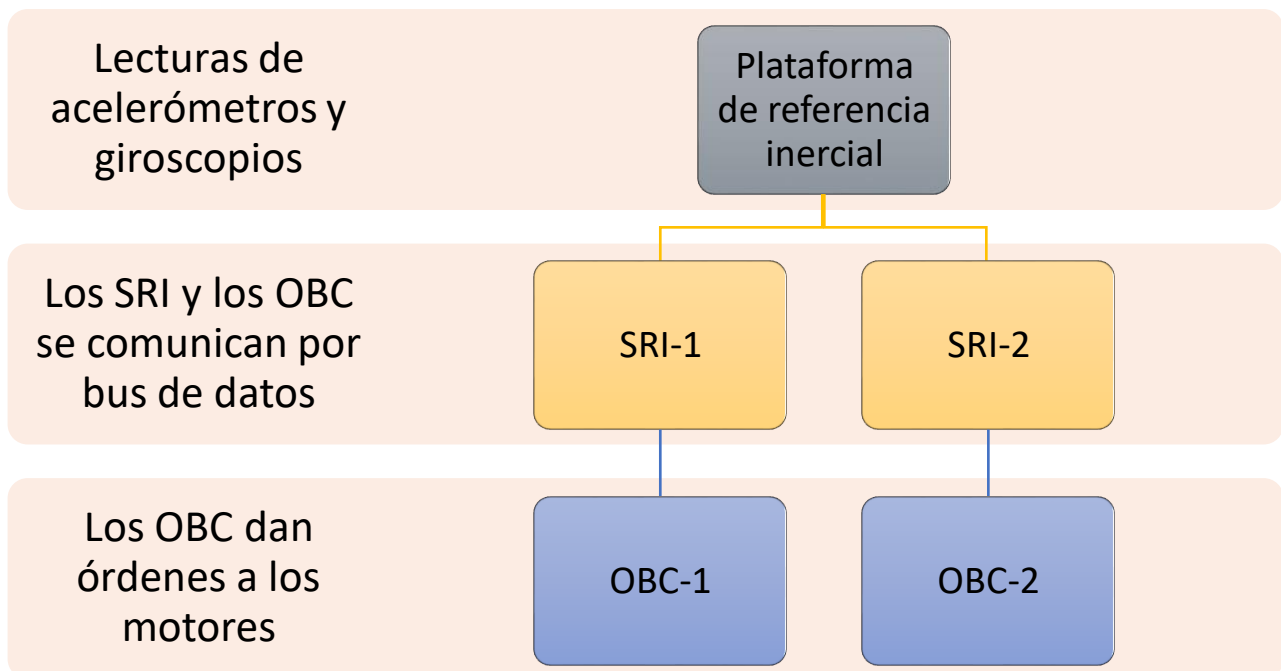 Lecturas de
acelerómetros y
giroscopios
Plataforma
de referencia
inercial
Los SRI y los OBC
se comunican por
bus de datos
SRI-1
SRI-2
Los OBC dan
órdenes a los
motores
OBC-1
OBC-2